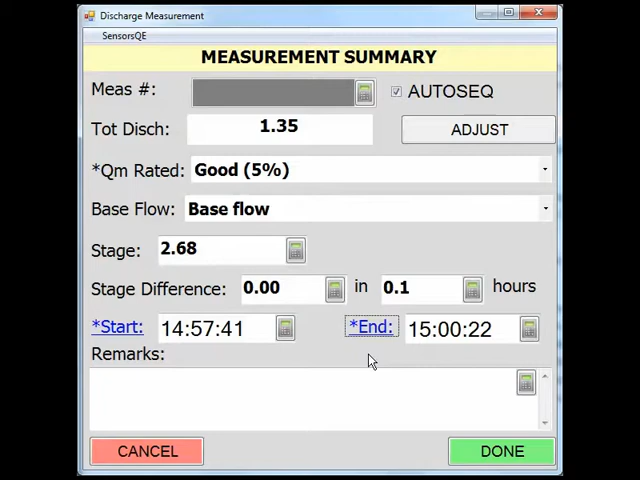 Discharge Measurement
SensorsQE
MEASUREMENT SUMMARY
Meas #: AUTOSEQ
Tot Disch: 1.35 ADJUST
*Qm Rated: Good (5%)
Base Flow: Base flow
Stage: 2.68
Stage Difference: 0.00 in 0.1 hours
*Start: 14:57:41 *End: 15:00:22
Remarks:
CANCEL DONE